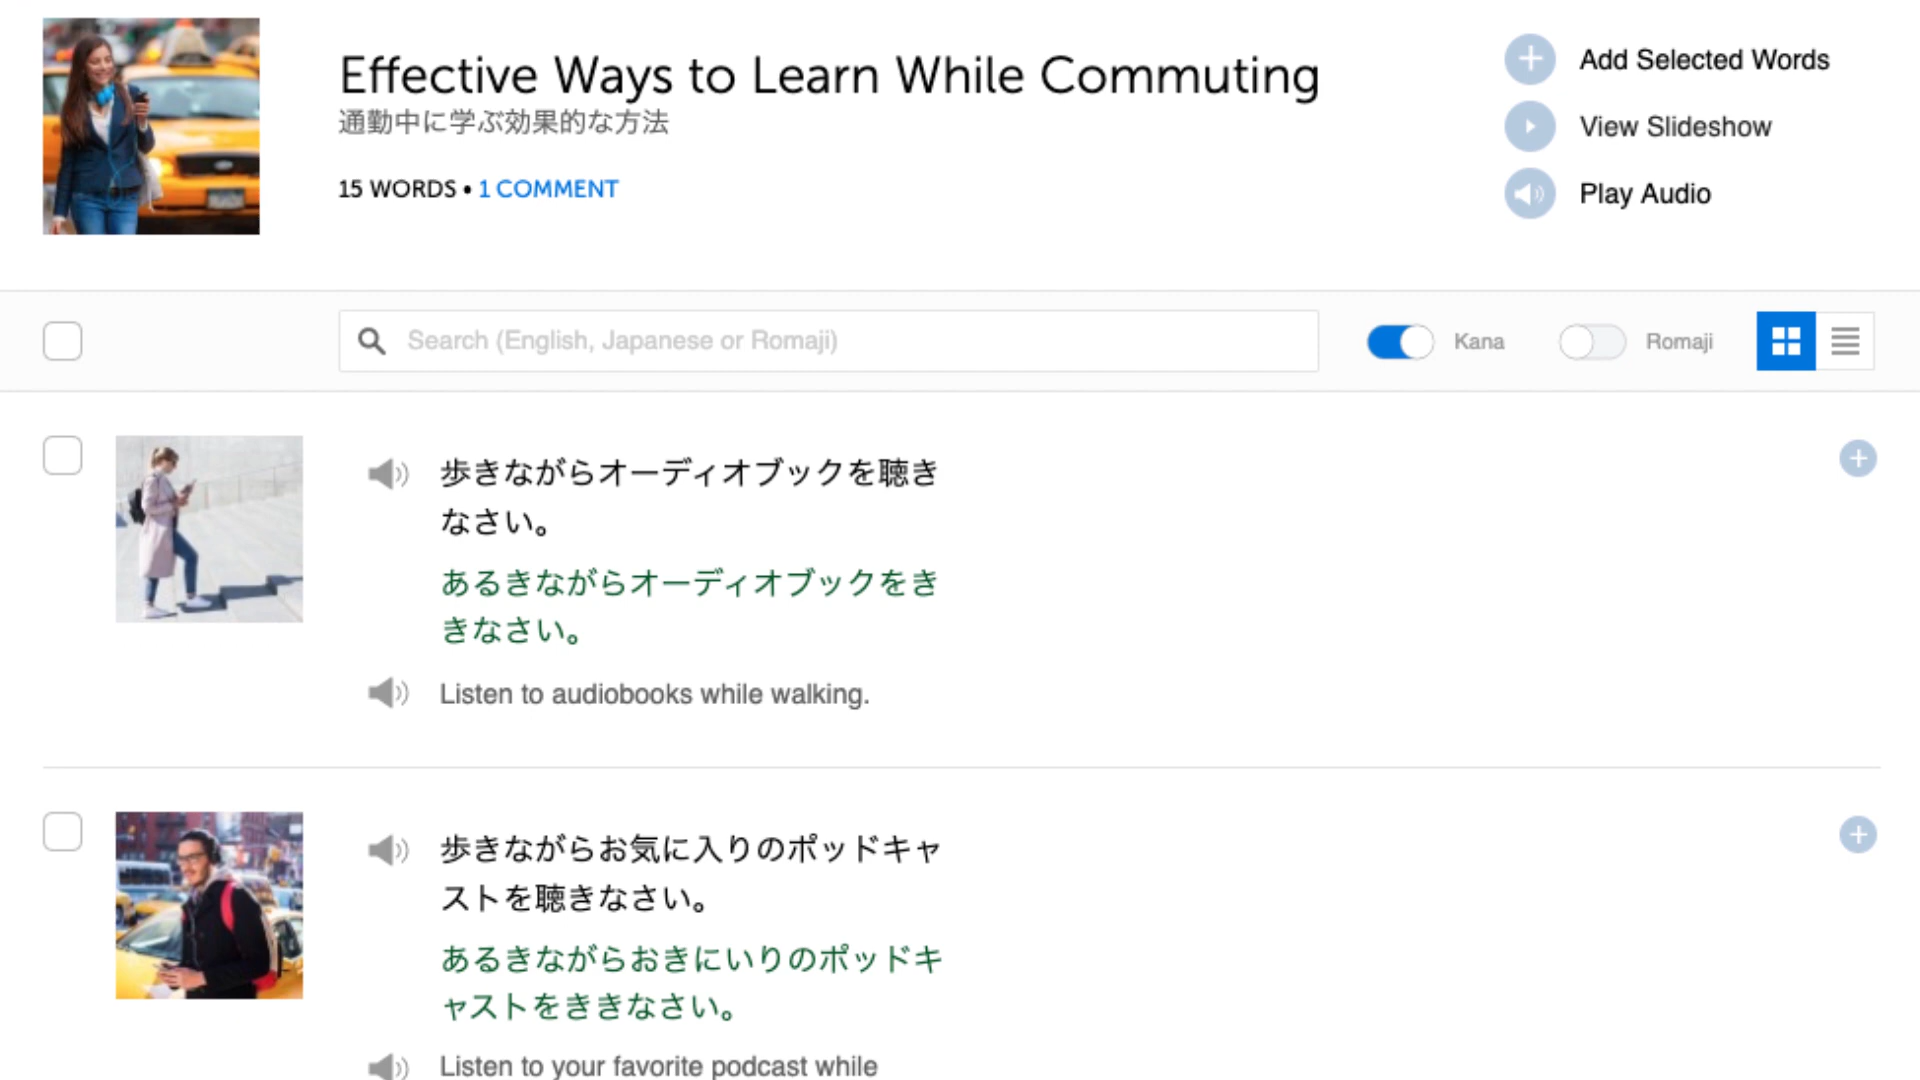 Effective Ways to Learn While Commuting
通勤中に学ぶ効果的な方法
15 WORDS • 1 COMMENT
Add Selected Words
View Slideshow
Play Audio
Search (English, Japanese or Romaji)
Kana
Romaji
歩きながらオーディオブックを聴き
なさい。
あるきながらオーディオブックをき
きなさい。
Listen to audiobooks while walking.
歩きながらお気に入りのポッドキャ
ストを聴きなさい。
あるきながらおきにいりのポッドキ
ャストをききなさい。
Listen to your favorite podcast while